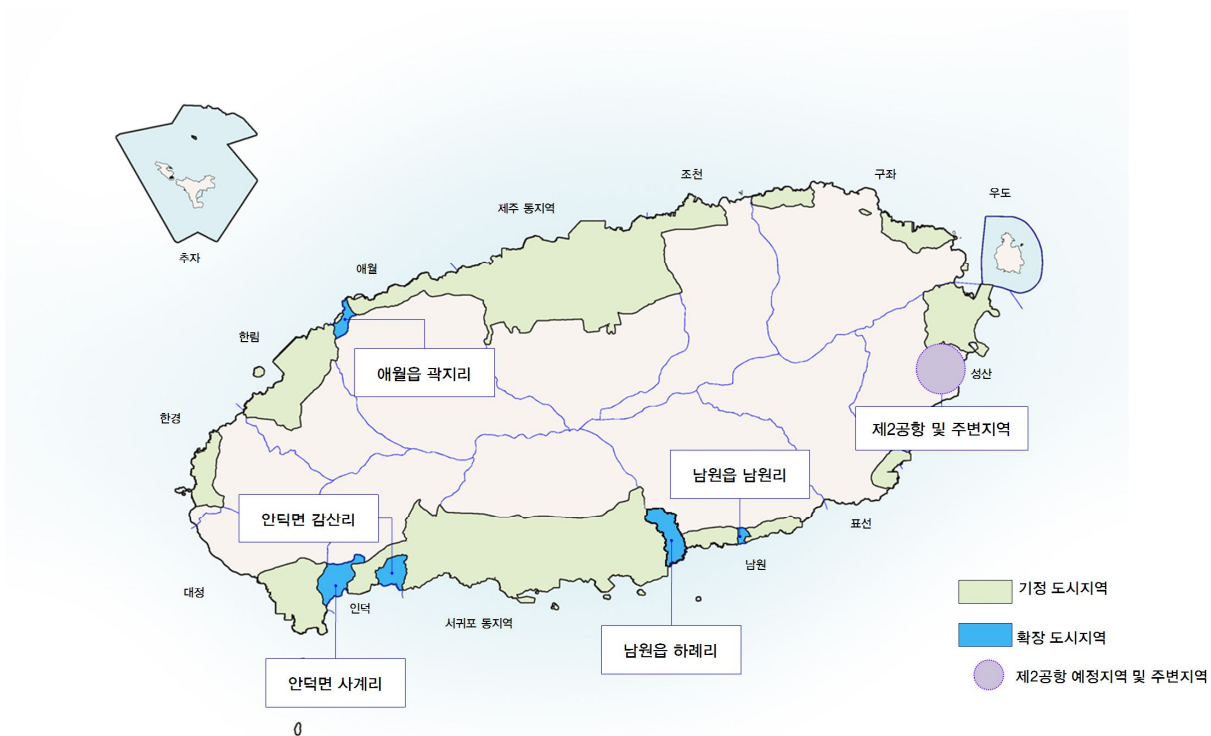 조천
구좌
우도
제주 동지역
추자
애월
한림
애월읍 곽지리
성산
한경
제2공항 및 주변지역
남원읍 남원리
안덕면 감산리
표선
남원
대정
인덕
서귀포 동지역
남원읍 하례리
안덕면 사계리
기정 도시지역
확장 도시지역
제2공항 예정지역 및 주변지역